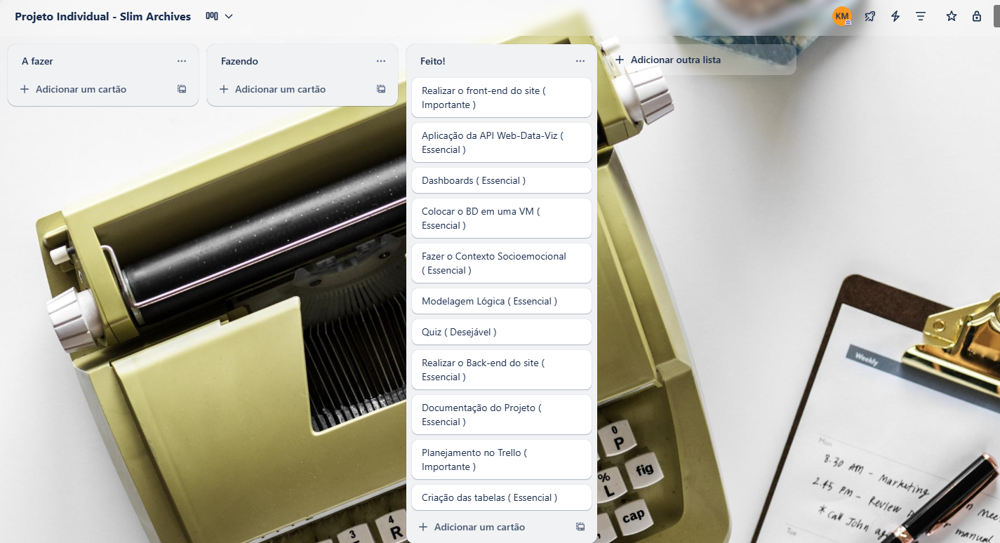 Projeto Individual - Slim Archives
KM
A fazer
Adicionar um cartão
Fazendo
Adicionar um cartão
Feito!
Realizar o front-end do site (
Importante )
Aplicação da API Web-Data-Viz (
Essencial )
Dashboards ( Essencial )
Colocar o BD em uma VM (
Essencial )
Fazer o Contexto Socioemocional
( Essencial )
Modelagem Lógica ( Essencial )
Quiz ( Desejável )
Realizar o Back-end do site (
Essencial )
Documentação do Projeto (
Essencial )
Planejamento no Trello (
Importante )
Criação das tabelas ( Essencial )
Adicionar um cartão
Adicionar outra lista
Weekly
Mon
8.30 AM - Marketing
2.45 PM - Review
* Call John
manual
Tue
0
P
%
L
fig
cap
4
R
3